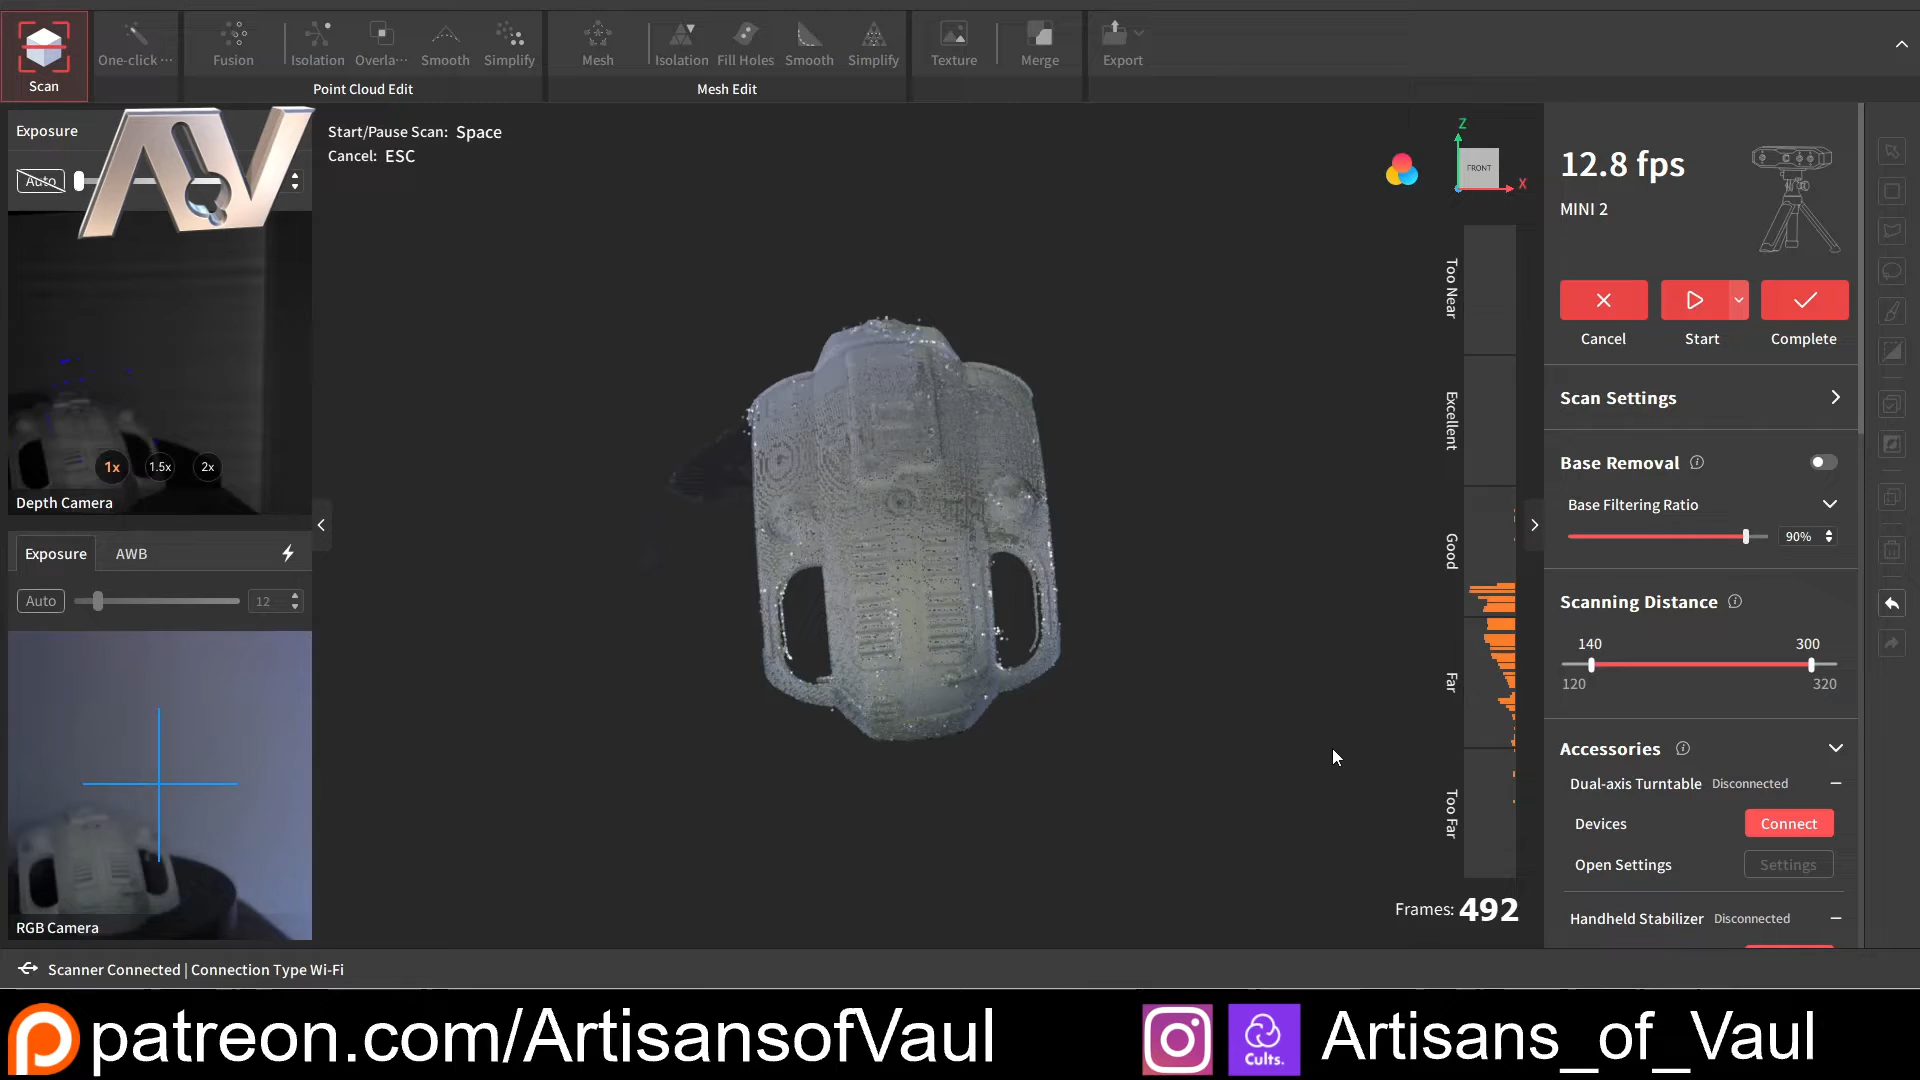 Scan
One-click ···
Fusion
Isolation
Overla···
Smooth
Simplify
Point Cloud Edit
Mesh
Isolation
Fill Holes
Smooth
Simplify
Mesh Edit
Texture
Merge
Export
Exposure
Auto
AV
1x
1.5x
2x
Depth Camera
Exposure
AWB
Auto
12
RGB Camera
Start/Pause Scan: Space
Cancel: ESC
Z
FRONT
X
Too Near
Excellent
Good
Far
Too Far
Frames: 492
12.8 fps
MINI 2
Cancel
Start
Complete
Scan Settings
Base Removal
Base Filtering Ratio
90%
Scanning Distance
140
300
120
320
Accessories
Dual-axis Turntable Disconnected
Devices
Connect
Open Settings
Settings
Handheld Stabilizer Disconnected
Scanner Connected | Connection Type Wi-Fi
patreon.com/ArtisansofVaul
Cults.
Artisans_of_Vaul